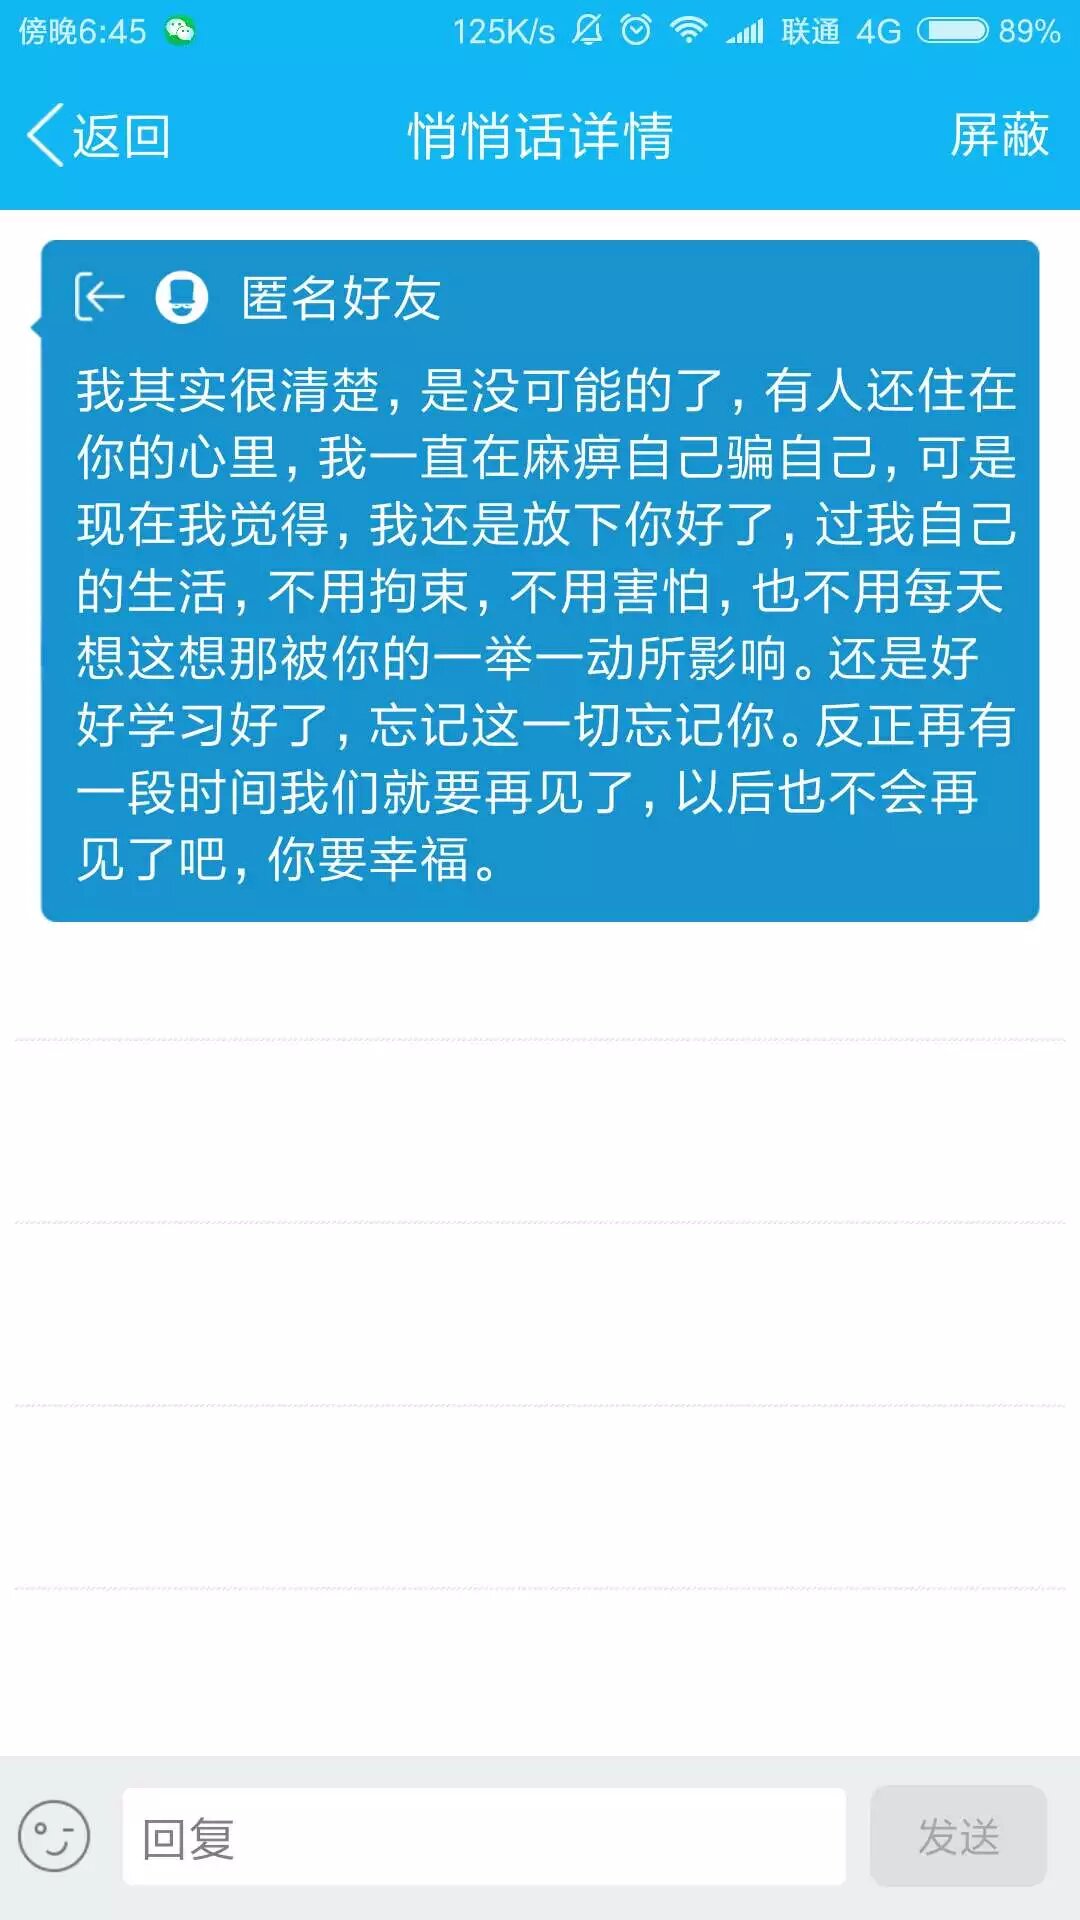 傍晚6:45 125K/s 联通 4G 89%
返回 悄悄话详情 屏蔽
匿名好友
我其实很清楚，是没可能的了，有人还住在
你的心里，我一直在麻痹自己骗自己，可是
现在我觉得，我还是放下你好了，过我自己
的生活，不用拘束，不用害怕，也不用每天
想这想那被你的一举一动所影响。还是好
好学习好了，忘记这一切忘记你。反正再有
一段时间我们就要再见了，以后也不会再
见了吧，你要幸福。
回复 发送